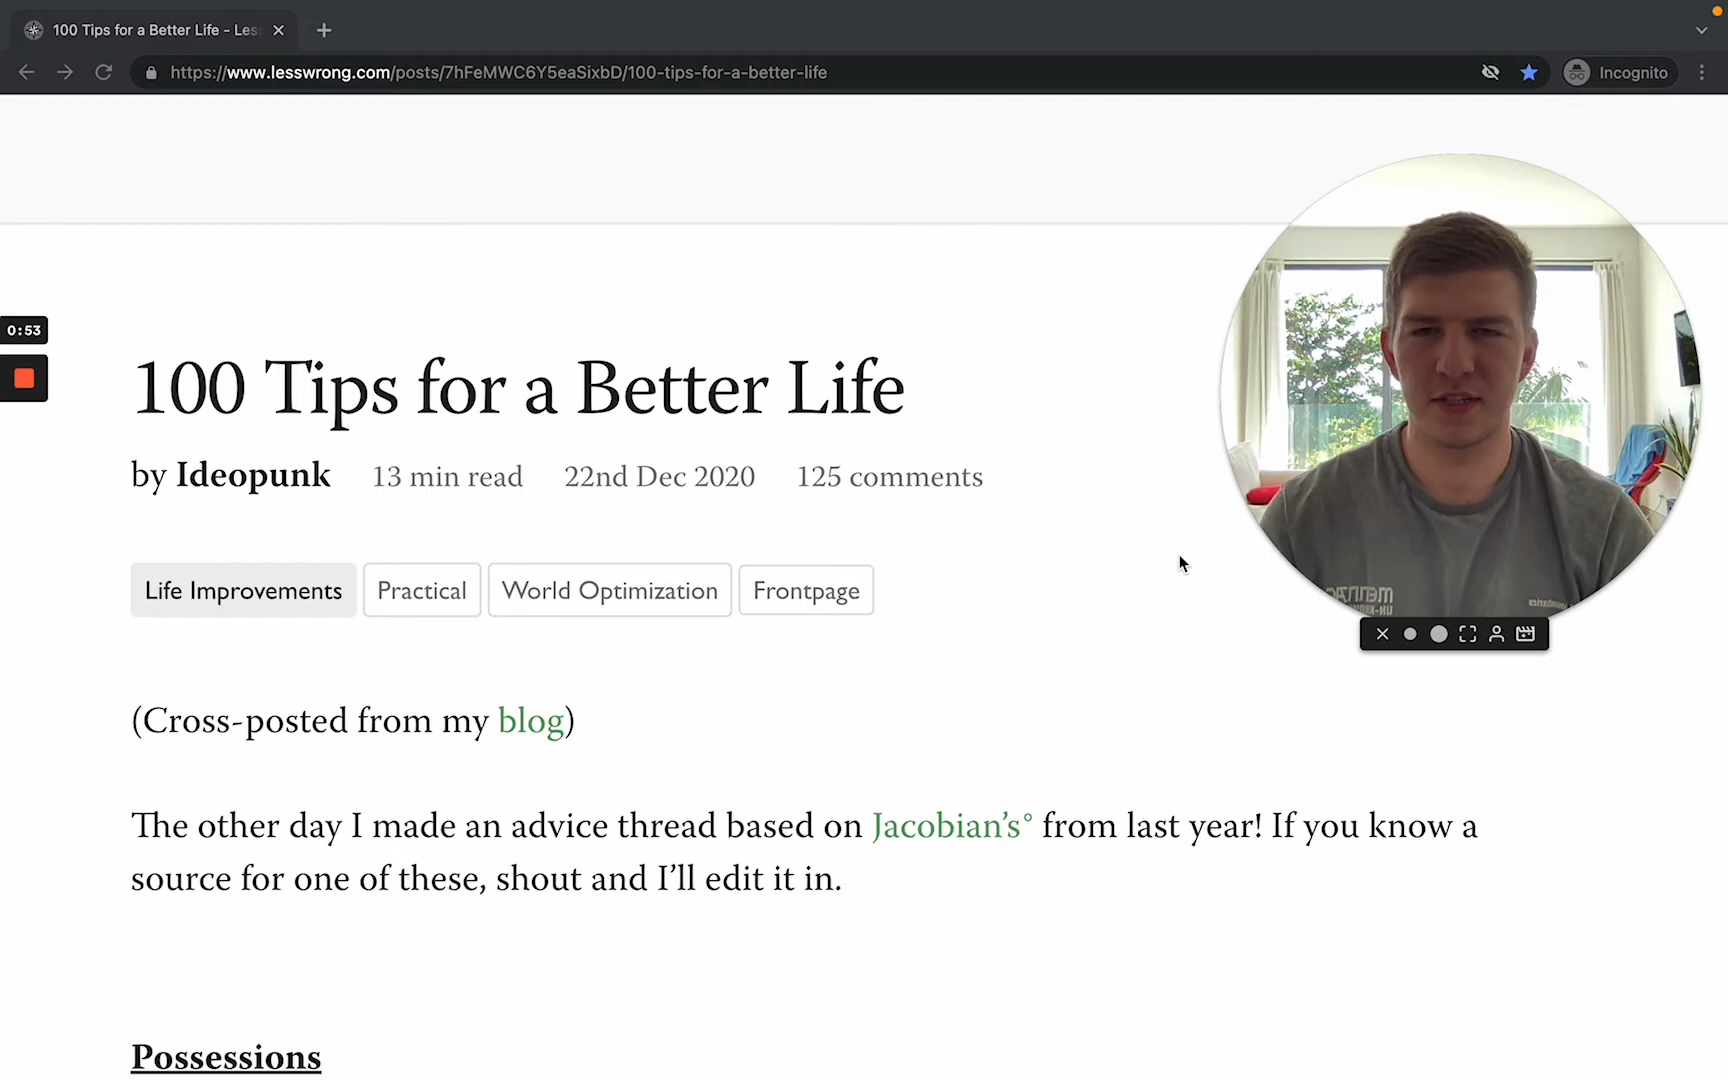 100 Tips for a Better Life - Les
https://www.lesswrong.com/posts/7hFeMWC6Y5eaSixbD/100-tips-for-a-better-life
Incognito
0:53
100 Tips for a Better Life
by Ideopunk 13 min read 22nd Dec 2020 125 comments
Life Improvements Practical World Optimization Frontpage
(Cross-posted from my blog)
The other day I made an advice thread based on Jacobian’s° from last year! If you know a
source for one of these, shout and I’ll edit it in.
Possessions